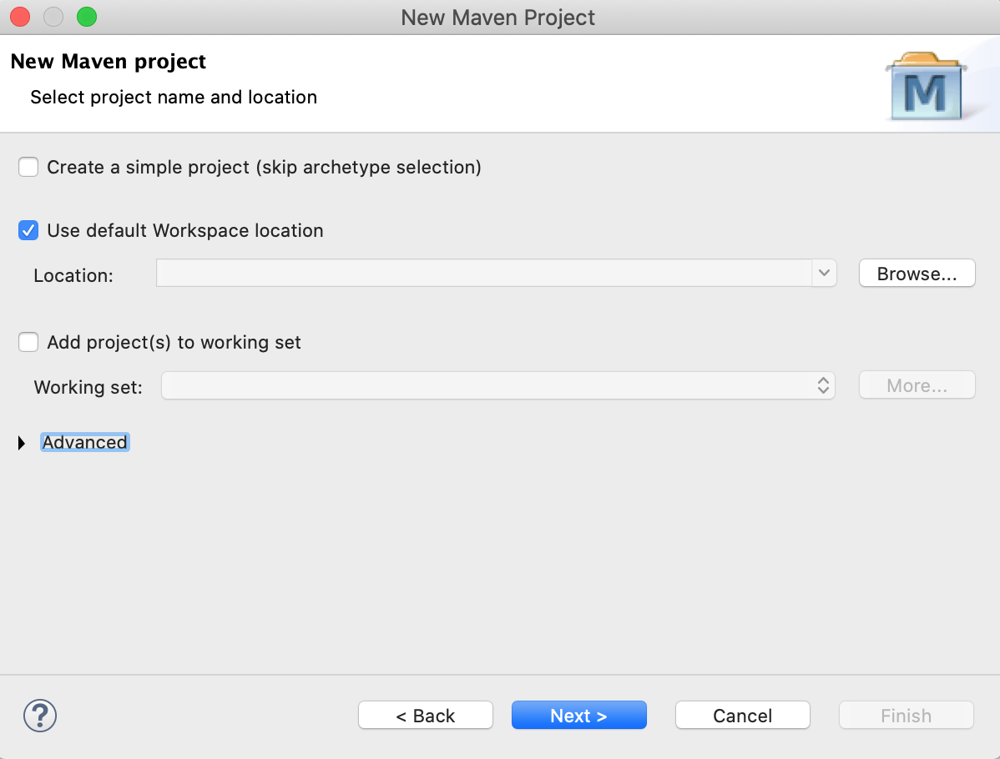 New Maven Project
New Maven project
Select project name and location
M
Create a simple project (skip archetype selection)
Use default Workspace location
Location:
Browse...
Add project(s) to working set
Working set:
More...
Advanced
?
< Back
Next >
Cancel
Finish